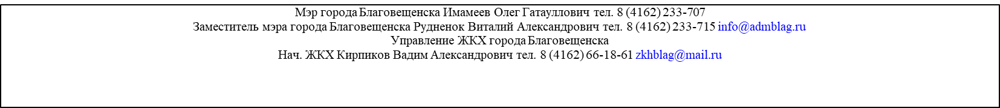 Мэр города Благовещенска Имамеев Олег Гатауллович тел. 8 (4162) 233-707
Заместитель мэра города Благовещенска Рудненок Виталий Александрович тел. 8 (4162) 233-715 info@admblag.ru
Управление ЖКХ города Благовещенска
Нач. ЖКХ Кирпиков Вадим Александрович тел. 8 (4162) 66-18-61 zkhblag@mail.ru